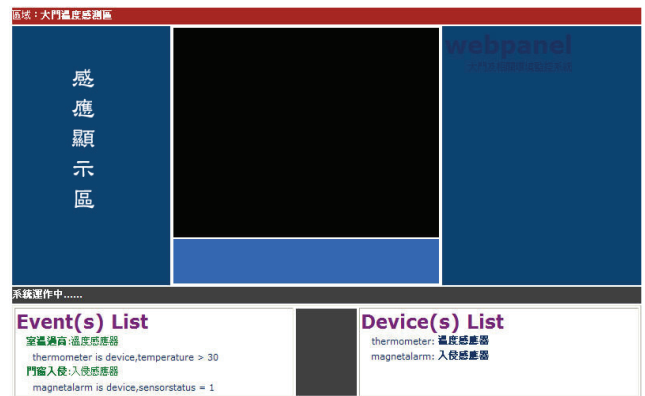 區域：大門溫度感測區
webpanel
感
應
顯
示
區
系統運作中......
Event(s) List
室溫過高:溫度感應器
thermometer is device,temperature > 30
門窗入侵:入侵感應器
magnetalarm is device,sensorstatus = 1
Device(s) List
thermometer: 溫度感應器
magnetalarm: 入侵感應器